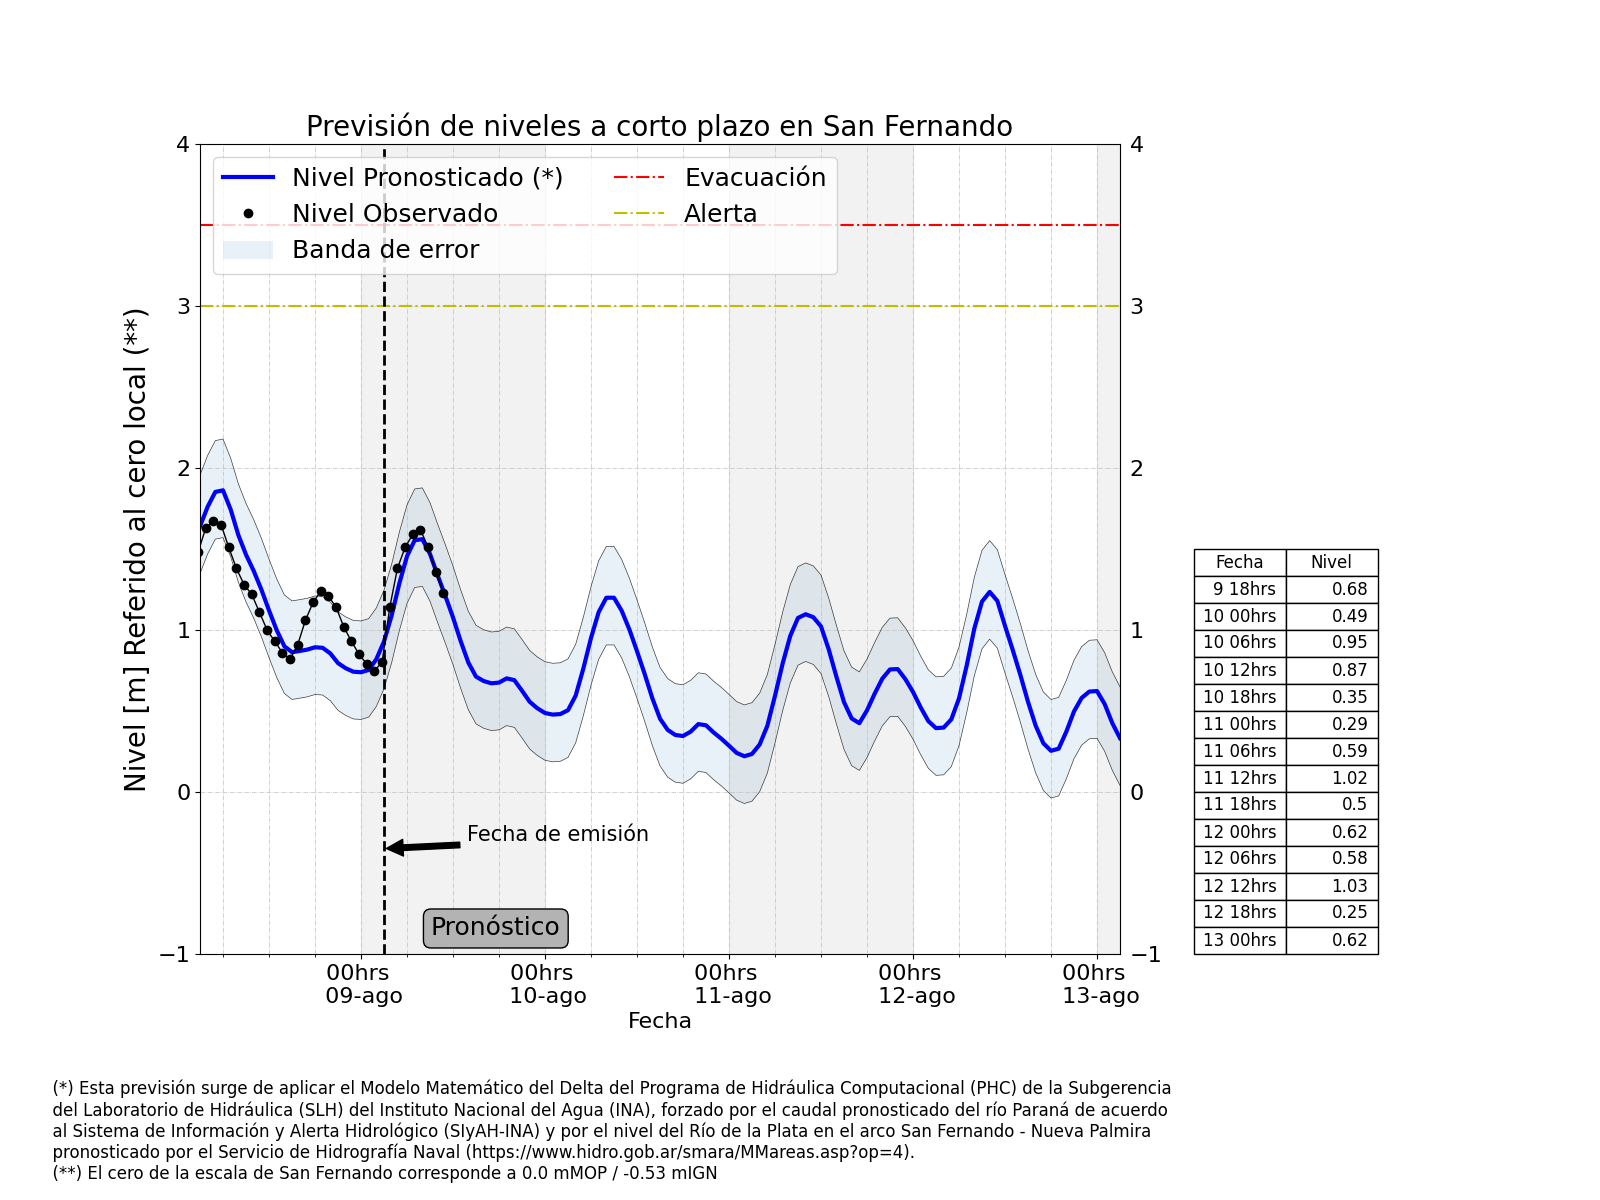 Previsión de niveles a corto plazo en San Fernando
Nivel Pronosticado (*)
Nivel Observado
Banda de error
Evacuación
Alerta
Nivel [m] Referido al cero local (**)
4
3
2
1
0
−1
4
3
2
1
0
−1
Fecha de emisión
Pronóstico
00hrs
09-ago
00hrs
10-ago
00hrs
11-ago
00hrs
12-ago
00hrs
13-ago
Fecha
Fecha Nivel
9 18hrs 0.68
10 00hrs 0.49
10 06hrs 0.95
10 12hrs 0.87
10 18hrs 0.35
11 00hrs 0.29
11 06hrs 0.59
11 12hrs 1.02
11 18hrs 0.5
12 00hrs 0.62
12 06hrs 0.58
12 12hrs 1.03
12 18hrs 0.25
13 00hrs 0.62
(*) Esta previsión surge de aplicar el Modelo Matemático del Delta del Programa de Hidráulica Computacional (PHC) de la Subgerencia
del Laboratorio de Hidráulica (SLH) del Instituto Nacional del Agua (INA), forzado por el caudal pronosticado del río Paraná de acuerdo
al Sistema de Información y Alerta Hidrológico (SIyAH-INA) y por el nivel del Río de la Plata en el arco San Fernando - Nueva Palmira
pronosticado por el Servicio de Hidrografía Naval (https://www.hidro.gob.ar/smara/MMareas.asp?op=4).
(**) El cero de la escala de San Fernando corresponde a 0.0 mMOP / -0.53 mIGN